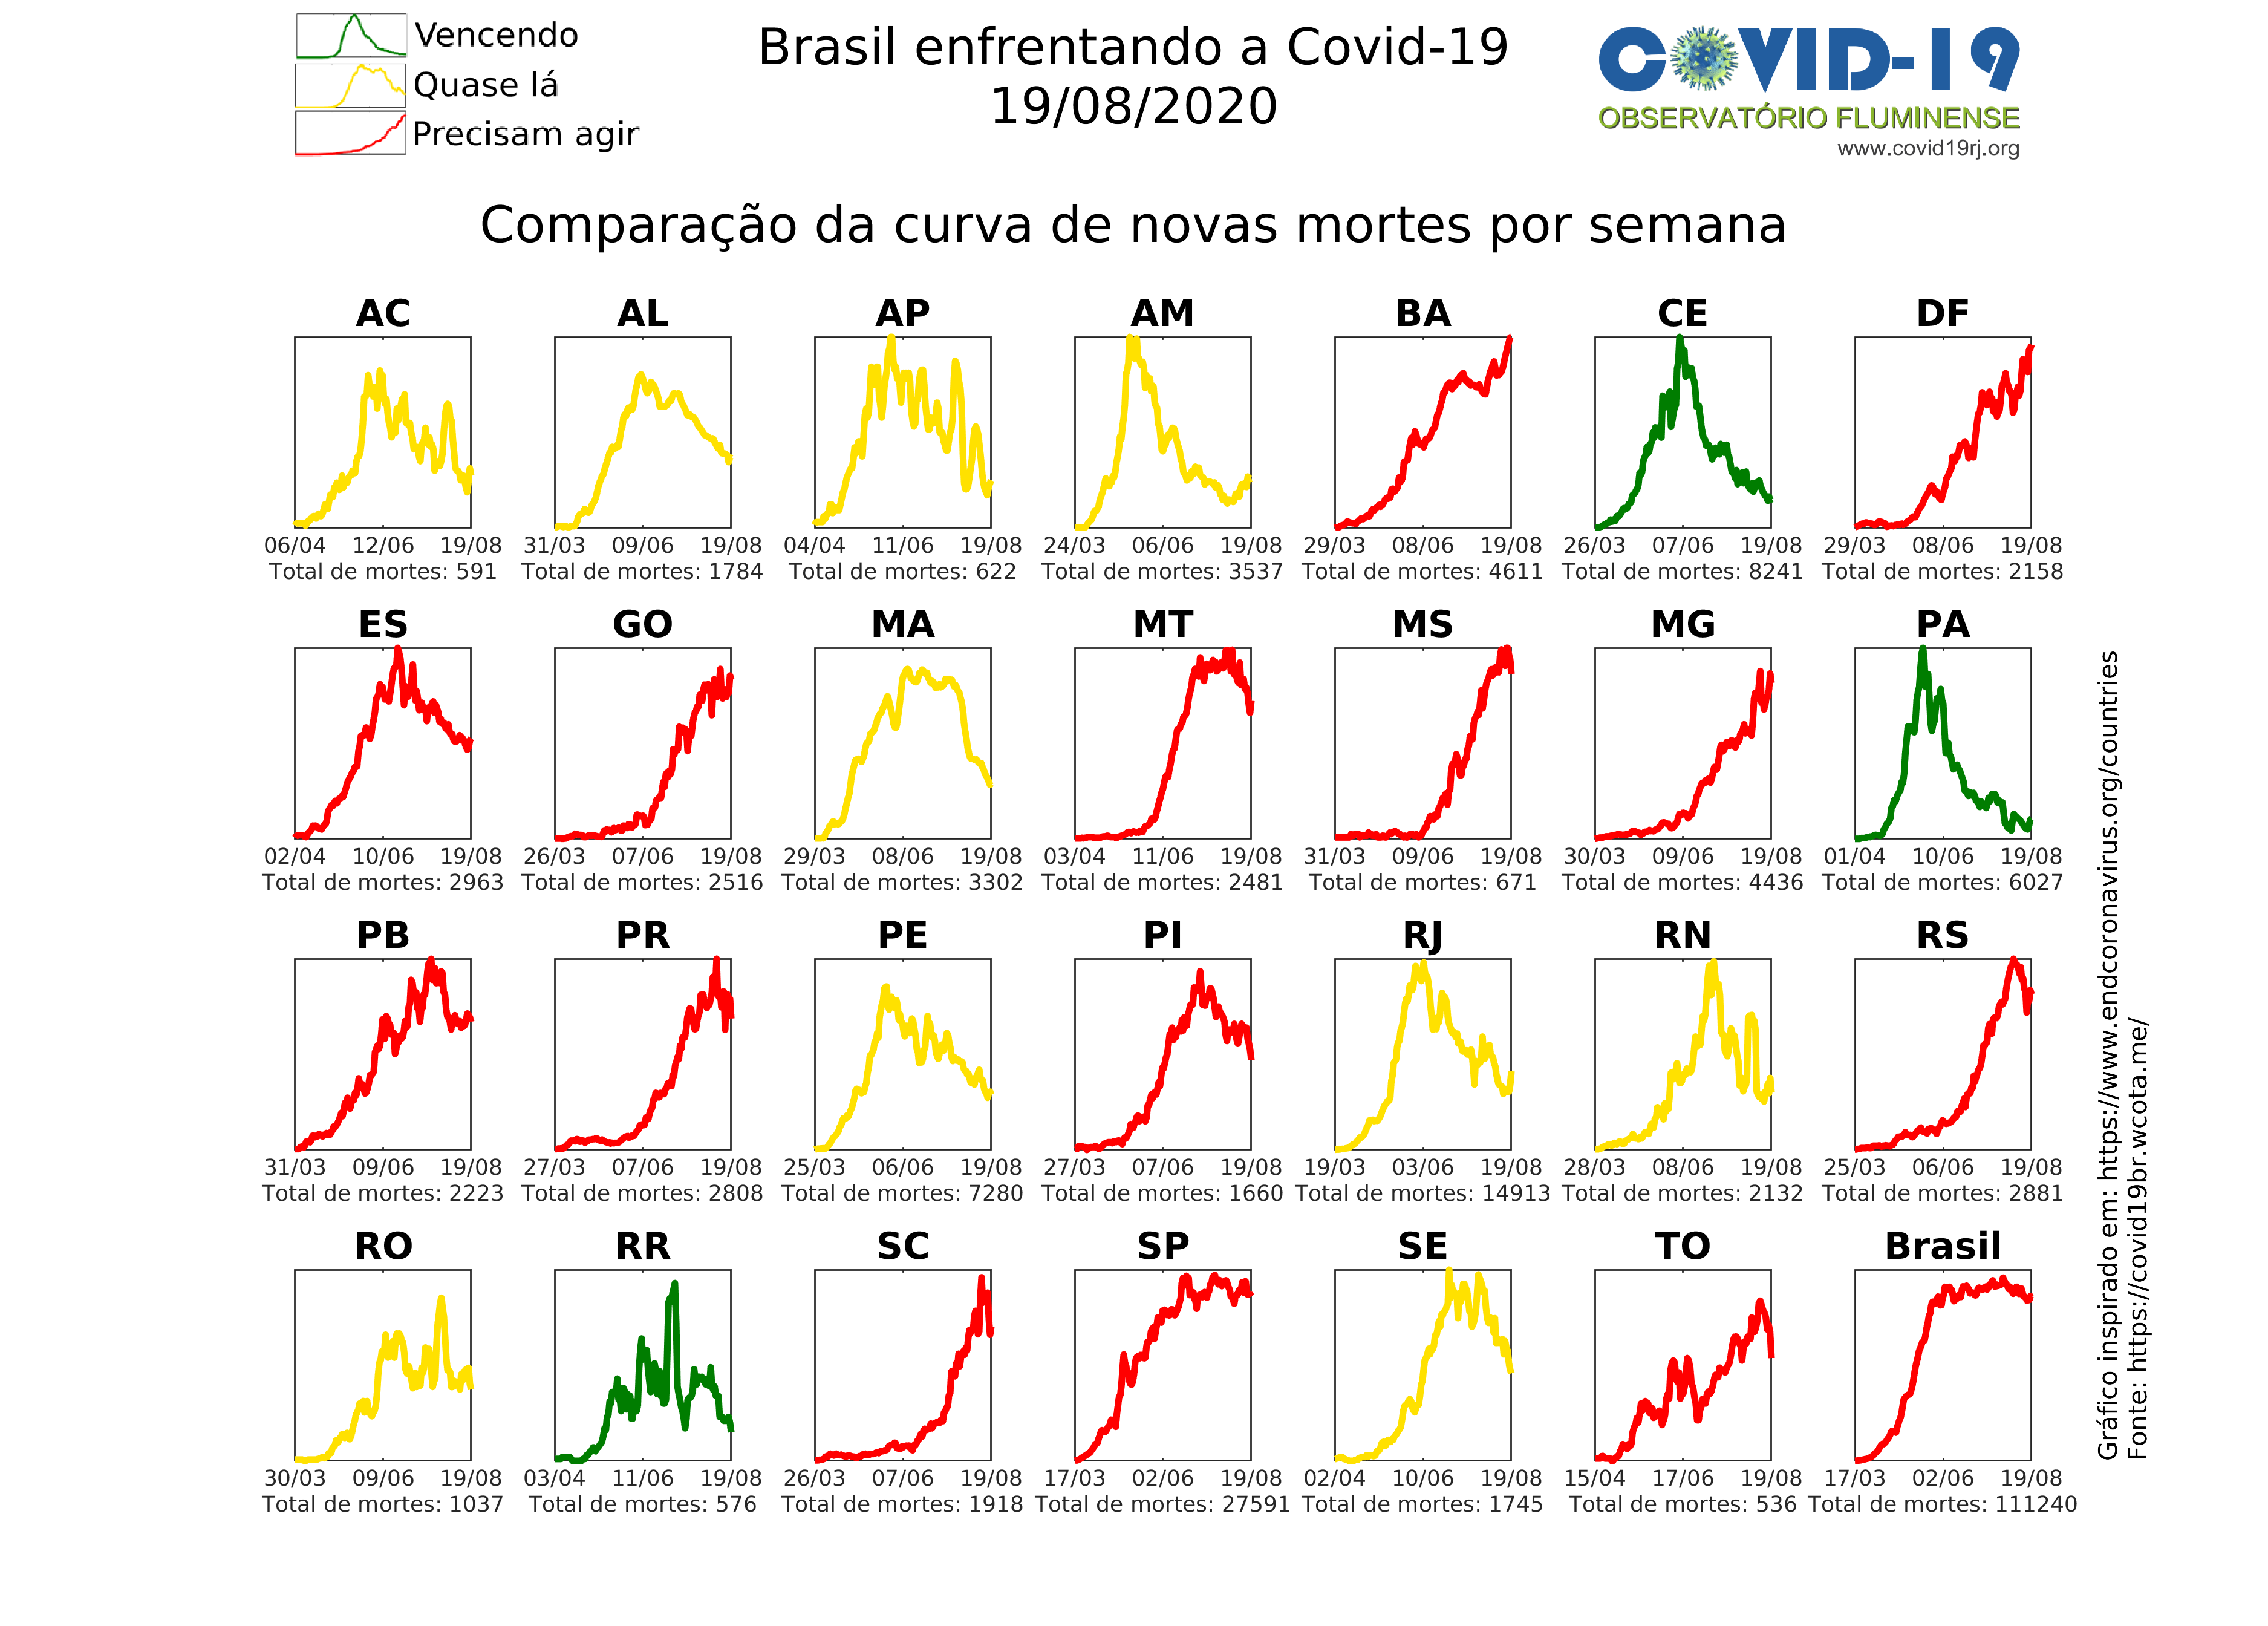 Vencendo
Quase lá
Precisam agir
Brasil enfrentando a Covid-19
19/08/2020
COVID-19
OBSERVATÓRIO FLUMINENSE
www.covid19rj.org
Comparação da curva de novas mortes por semana
AC
06/04 12/06 19/08
Total de mortes: 591
AL
31/03 09/06 19/08
Total de mortes: 1784
AP
04/04 11/06 19/08
Total de mortes: 622
AM
24/03 06/06 19/08
Total de mortes: 3537
BA
29/03 08/06 19/08
Total de mortes: 4611
CE
26/03 07/06 19/08
Total de mortes: 8241
DF
29/03 08/06 19/08
Total de mortes: 2158
ES
02/04 10/06 19/08
Total de mortes: 2963
GO
26/03 07/06 19/08
Total de mortes: 2516
MA
29/03 08/06 19/08
Total de mortes: 3302
MT
03/04 11/06 19/08
Total de mortes: 2481
MS
31/03 09/06 19/08
Total de mortes: 671
MG
30/03 09/06 19/08
Total de mortes: 4436
PA
01/04 10/06 19/08
Total de mortes: 6027
PB
31/03 09/06 19/08
Total de mortes: 2223
PR
27/03 07/06 19/08
Total de mortes: 2808
PE
25/03 06/06 19/08
Total de mortes: 7280
PI
27/03 07/06 19/08
Total de mortes: 1660
RJ
19/03 03/06 19/08
Total de mortes: 14913
RN
28/03 08/06 19/08
Total de mortes: 2132
RS
25/03 06/06 19/08
Total de mortes: 2881
RO
30/03 09/06 19/08
Total de mortes: 1037
RR
03/04 11/06 19/08
Total de mortes: 576
SC
26/03 07/06 19/08
Total de mortes: 1918
SP
17/03 02/06 19/08
Total de mortes: 27591
SE
02/04 10/06 19/08
Total de mortes: 1745
TO
15/04 17/06 19/08
Total de mortes: 536
Brasil
17/03 02/06 19/08
Total de mortes: 111240
Gráfico inspirado em: https://www.endcoronavirus.org/countries
Fonte: https://covid19br.wcota.me/